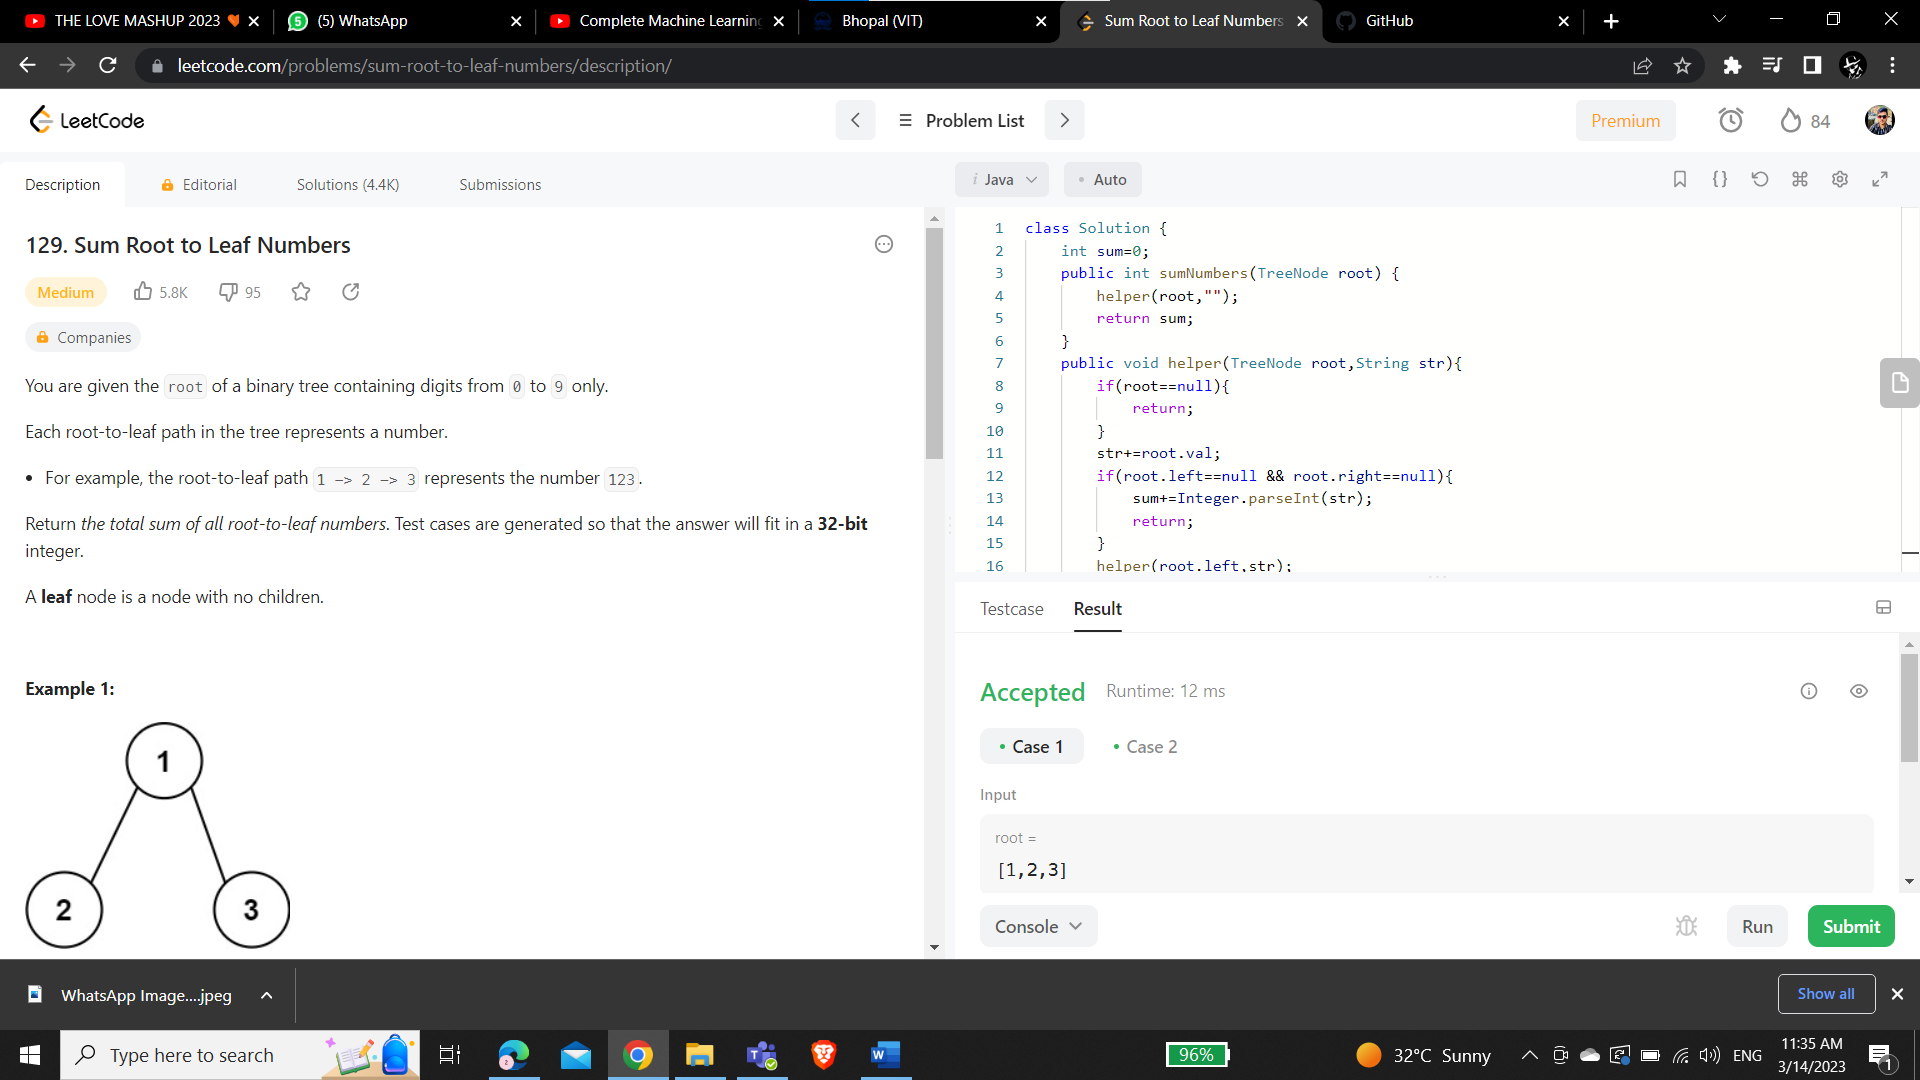 THE LOVE MASHUP 2023
(5) WhatsApp
Complete Machine Learning
Bhopal (VIT)
Sum Root to Leaf Numbers
GitHub
leetcode.com/problems/sum-root-to-leaf-numbers/description/
LeetCode
Problem List
Premium
84
Description
Editorial
Solutions (4.4K)
Submissions
129. Sum Root to Leaf Numbers
Medium
5.8K
95
Companies
You are given the root of a binary tree containing digits from 0 to 9 only.
Each root-to-leaf path in the tree represents a number.
• For example, the root-to-leaf path 1 -> 2 -> 3 represents the number 123.
Return the total sum of all root-to-leaf numbers. Test cases are generated so that the answer will fit in a 32-bit
integer.
A leaf node is a node with no children.
Example 1:
1
2
3
i Java
• Auto
1 class Solution {
2 int sum=0;
3 public int sumNumbers(TreeNode root) {
4 helper(root,"");
5 return sum;
6 }
7 public void helper(TreeNode root,String str){
8 if(root==null){
9 return;
10 }
11 str+=root.val;
12 if(root.left==null && root.right==null){
13 sum+=Integer.parseInt(str);
14 return;
15 }
16 helper(root.left,str);
Testcase
Result
Accepted
Runtime: 12 ms
• Case 1
• Case 2
Input
root =
[1,2,3]
Console
Run
Submit
WhatsApp Image....jpeg
Show all
Type here to search
96%
32°C Sunny
ENG
11:35 AM
3/14/2023
1